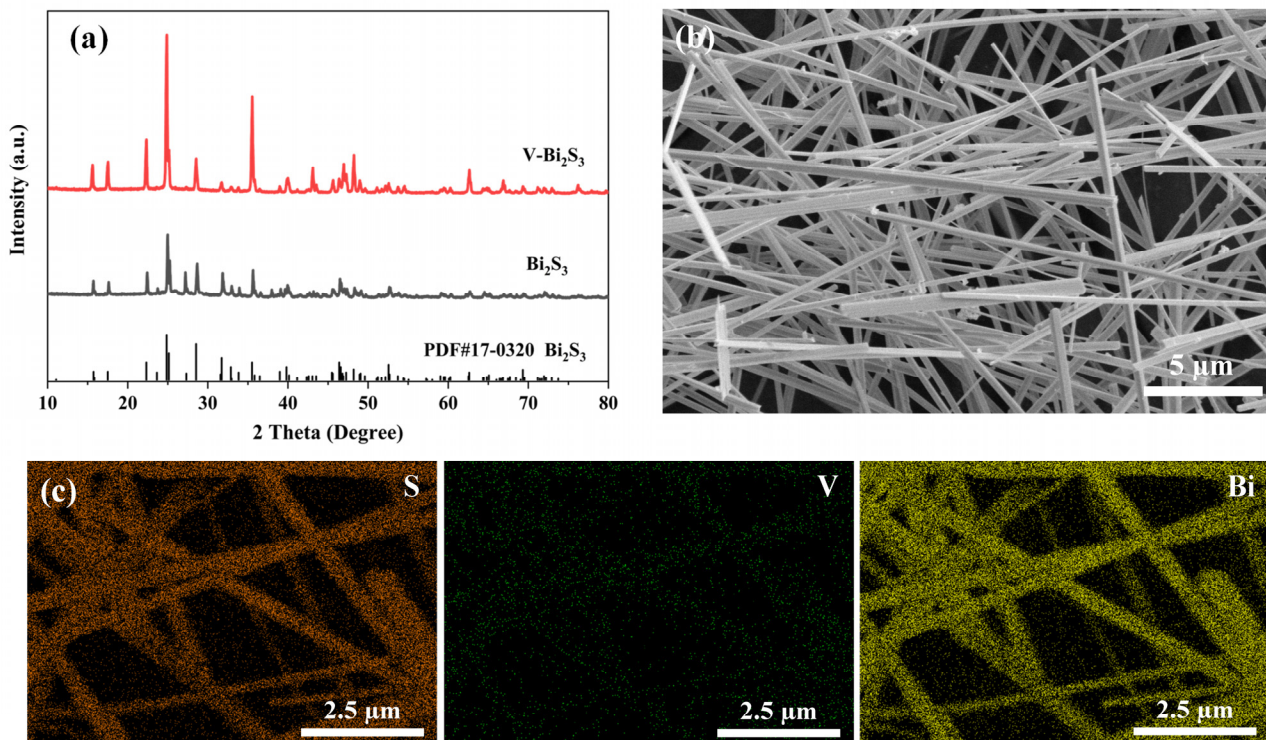 (a)
V-Bi₂S₃
Bi₂S₃
PDF#17-0320 Bi₂S₃
Intensity (a.u.)
10 20 30 40 50 60 70 80
2 Theta (Degree)
(b)
5 μm
(c)
S
2.5 μm
V
2.5 μm
Bi
2.5 μm